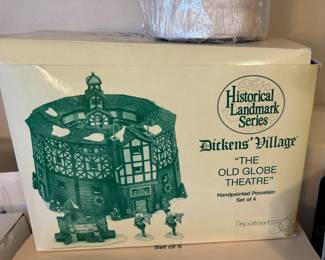 Historical
Landmark
Series
Dickens' Village
"THE
OLD GLOBE
THEATRE"
Handpainted Porcelain
Set of 4
Department 56
Set of 5